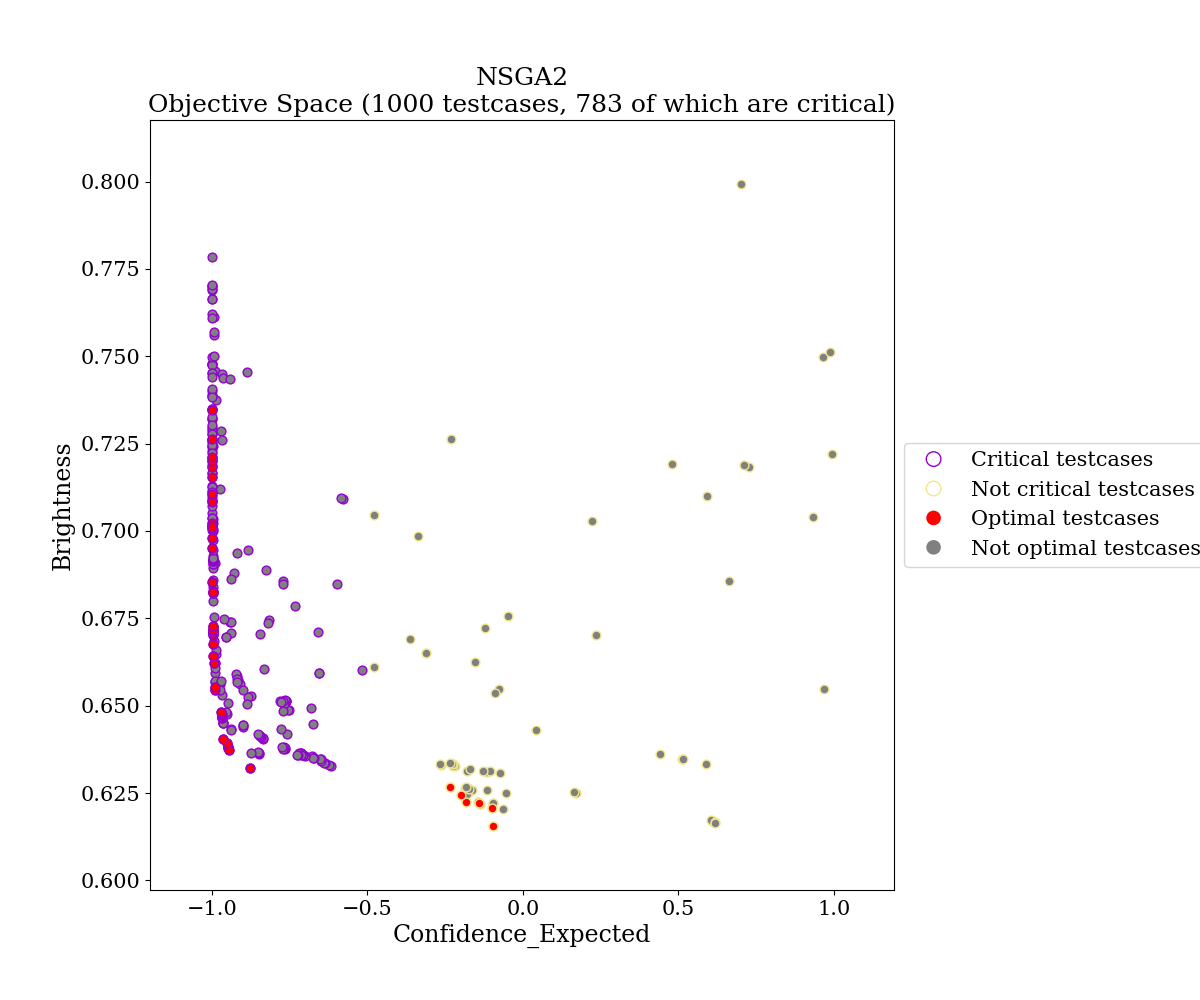 NSGA2
Objective Space (1000 testcases, 783 of which are critical)
0.800
0.775
0.750
0.725
0.700
0.675
0.650
0.625
0.600
Brightness
−1.0
−0.5
0.0
0.5
1.0
Confidence_Expected
Critical testcases
Not critical testcases
Optimal testcases
Not optimal testcases